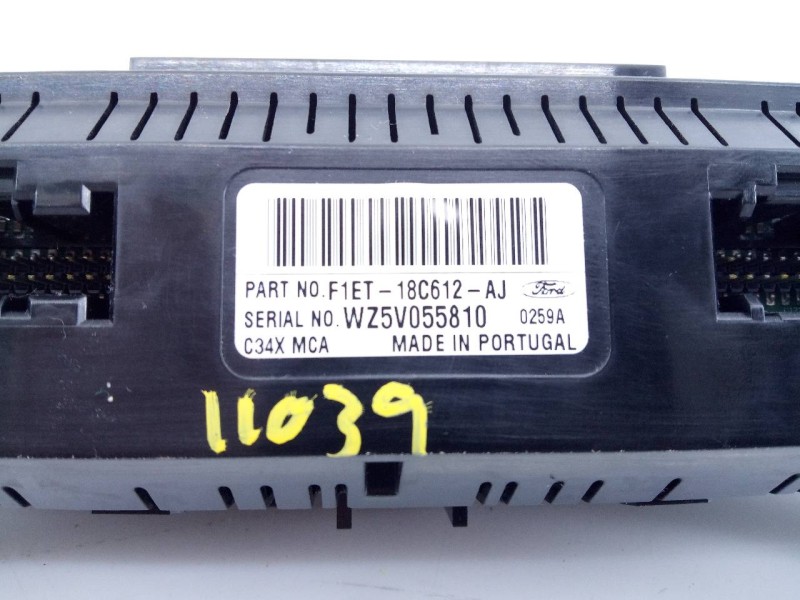 PART NO. F1ET-18C612-AJ Ford
SERIAL NO. WZ5V055810 0259A
C34X MCA MADE IN PORTUGAL
11039